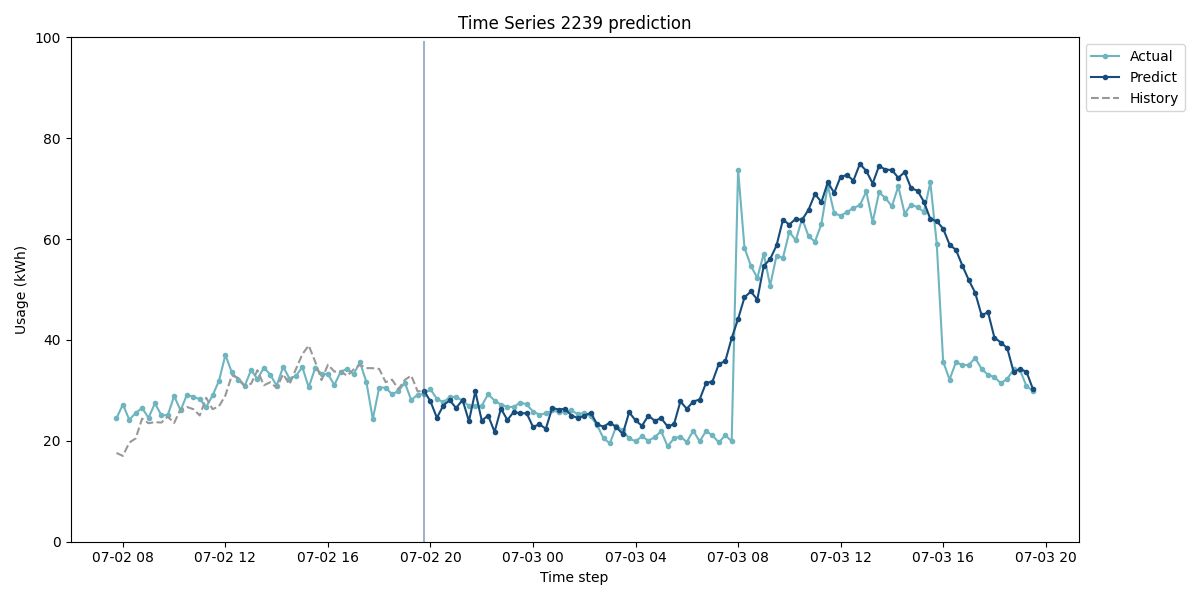 Time Series 2239 prediction
100
80
60
40
20
0
Usage (kWh)
07-02 08
07-02 12
07-02 16
07-02 20
07-03 00
07-03 04
07-03 08
07-03 12
07-03 16
07-03 20
Time step
Actual
Predict
History